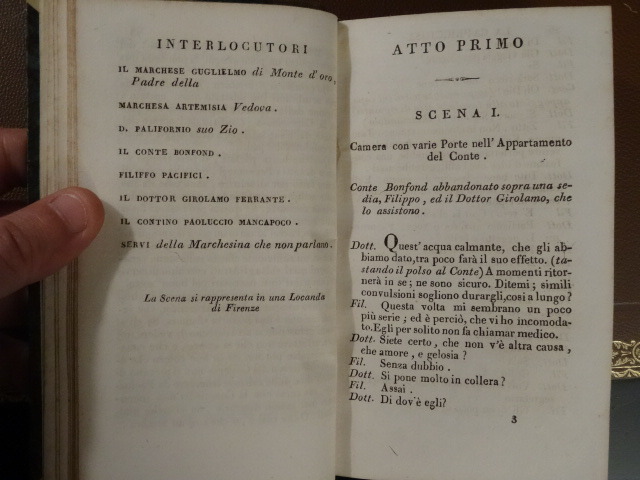 INTERLOCUTORI
IL MARCHESE GUGLIELMO di Monte d'oro,
Padre della
MARCHESA ARTEMISIA Vedova.
D. PALIFORNIO suo Zio.
IL CONTE BONFOND.
FILIFFO PACIFICI.
IL DOTTOR GIROLAMO FERRANTE.
IL CONTINO PAOLUCCIO MANCAPOCO.
SERVI della Marchesina che non parlano.
La Scena si rappresenta in una Locanda
di Firenze
ATTO PRIMO
SCENA I.
Camera con varie Porte nell' Appartamento
del Conte.
Conte Bonfond abbandonato sopra una se-
dia, Filippo, ed il Dottor Girolamo, che
lo assistono.
Dott. Quest' acqua calmante, che gli ab-
biamo dato, tra poco farà il suo effetto. (ta-
stando il polso al Conte) A momenti ritor-
nerà in se; ne sono sicuro. Ditemi; simili
convulsioni sogliono durargli, così a lungo?
Fil. Questa volta mi sembrano un poco
più serie; ed è perciò, che vi ho incomoda-
to. Egli per solito non fa chiamar medico.
Dott. Siete certo, che non v'è altra causa,
che amore, e gelosia?
Fil. Senza dubbio.
Dott. Si pone molto in collera?
Fil. Assai.
Dott. Di dov'è egli?
3